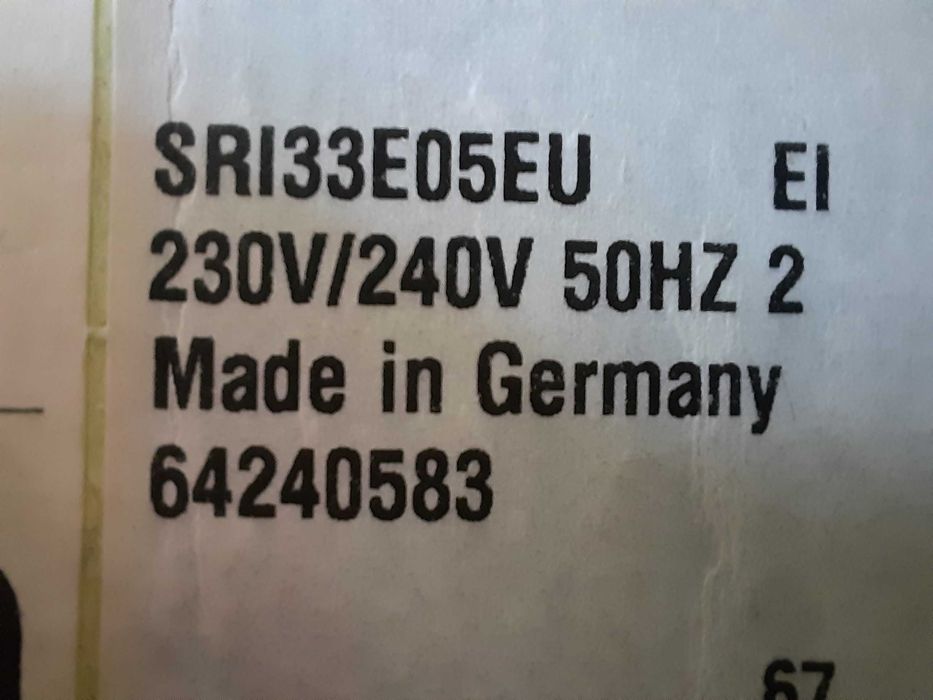 SRI33E05EU EI
230V/240V 50HZ 2
Made in Germany
64240583
67